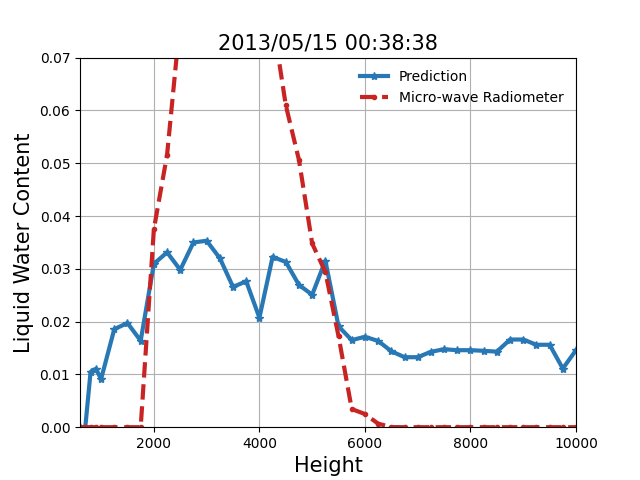 2013/05/15 00:38:38
0.07
0.06
0.05
0.04
0.03
0.02
0.01
0.00
Liquid Water Content
Prediction
Micro-wave Radiometer
2000 4000 6000 8000 10000
Height